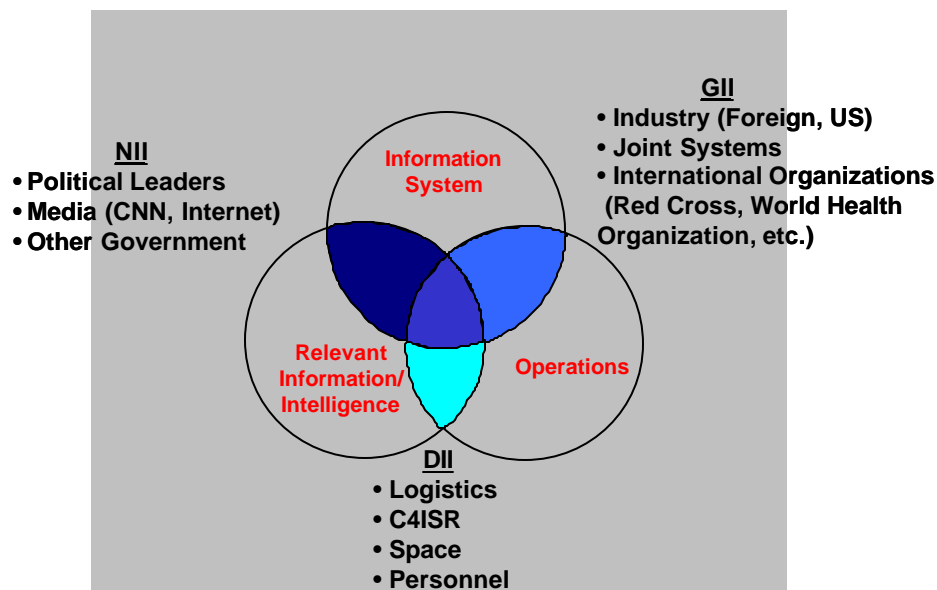 NII
• Political Leaders
• Media (CNN, Internet)
• Other Government
GII
• Industry (Foreign, US)
• Joint Systems
• International Organizations
(Red Cross, World Health
Organization, etc.)
Information
System
Relevant
Information/
Intelligence
Operations
DII
• Logistics
• C4ISR
• Space
• Personnel